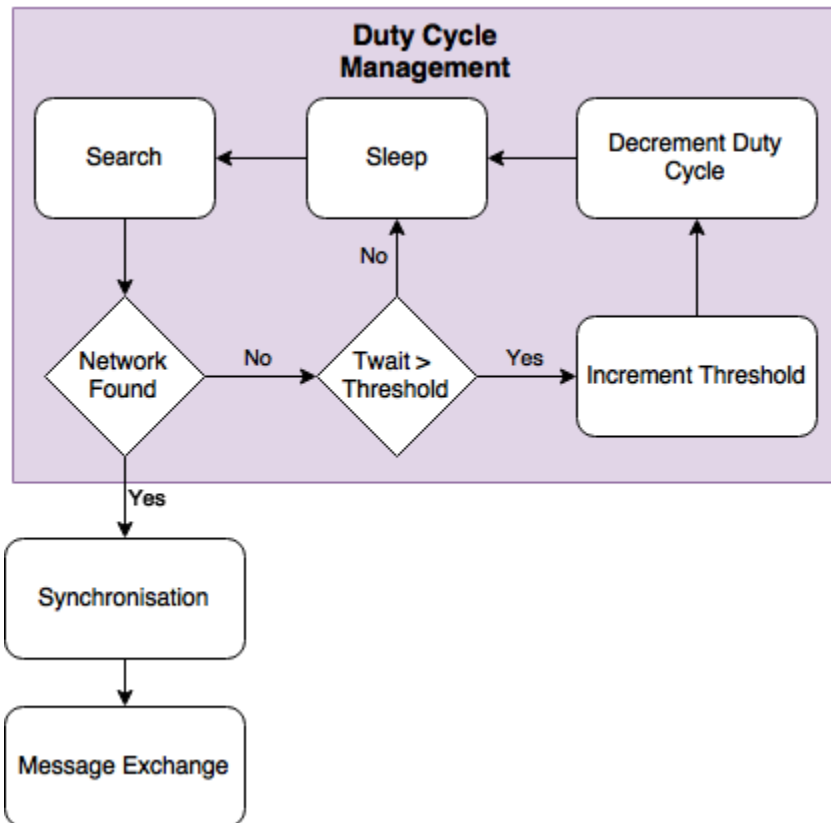 Duty Cycle
Management
Search
Sleep
Decrement Duty
Cycle
No
Network
Found
No
Twait >
Threshold
Yes
Increment Threshold
Yes
Synchronisation
Message Exchange